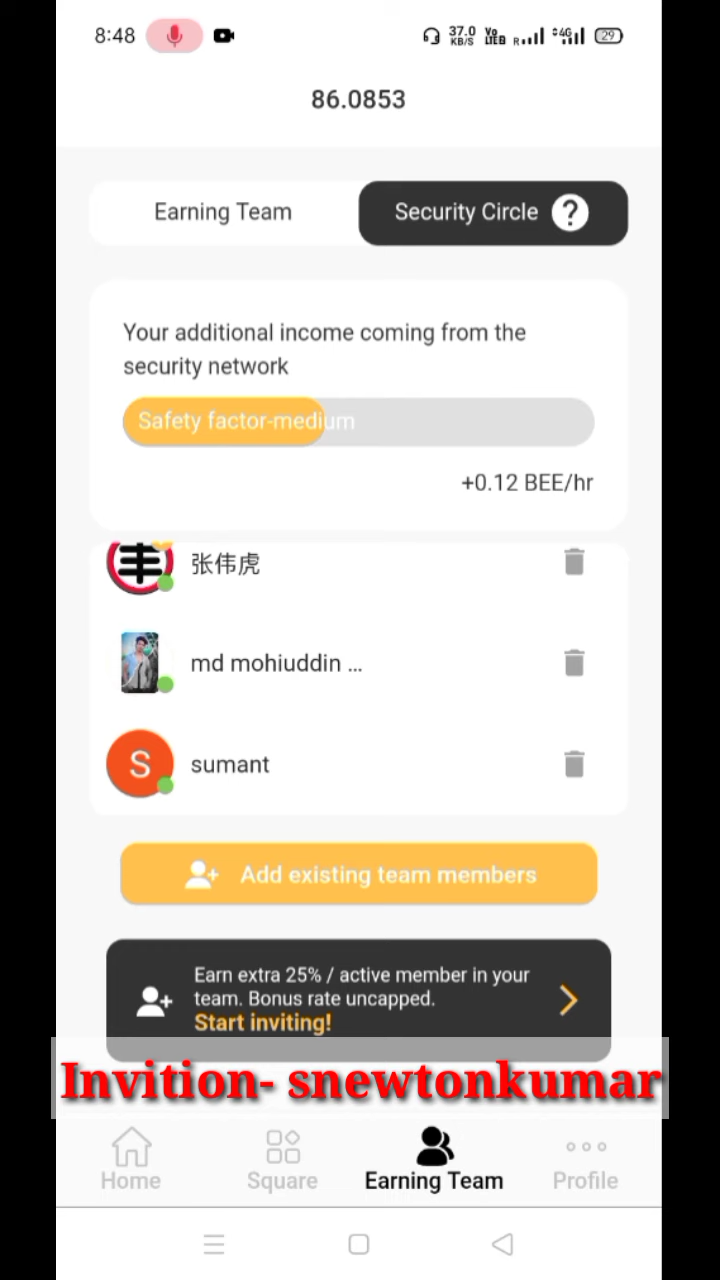 8:48
37.0
KB/S
Vo
LTE
R
4G
29
86.0853
Earning Team
Security Circle ?
Your additional income coming from the
security network
Safety factor-medium
+0.12 BEE/hr
张伟虎
md mohiuddin ...
S sumant
Add existing team members
Earn extra 25% / active member in your
team. Bonus rate uncapped.
Start inviting!
Invition- snewtonkumar
Home
Square
Earning Team
Profile